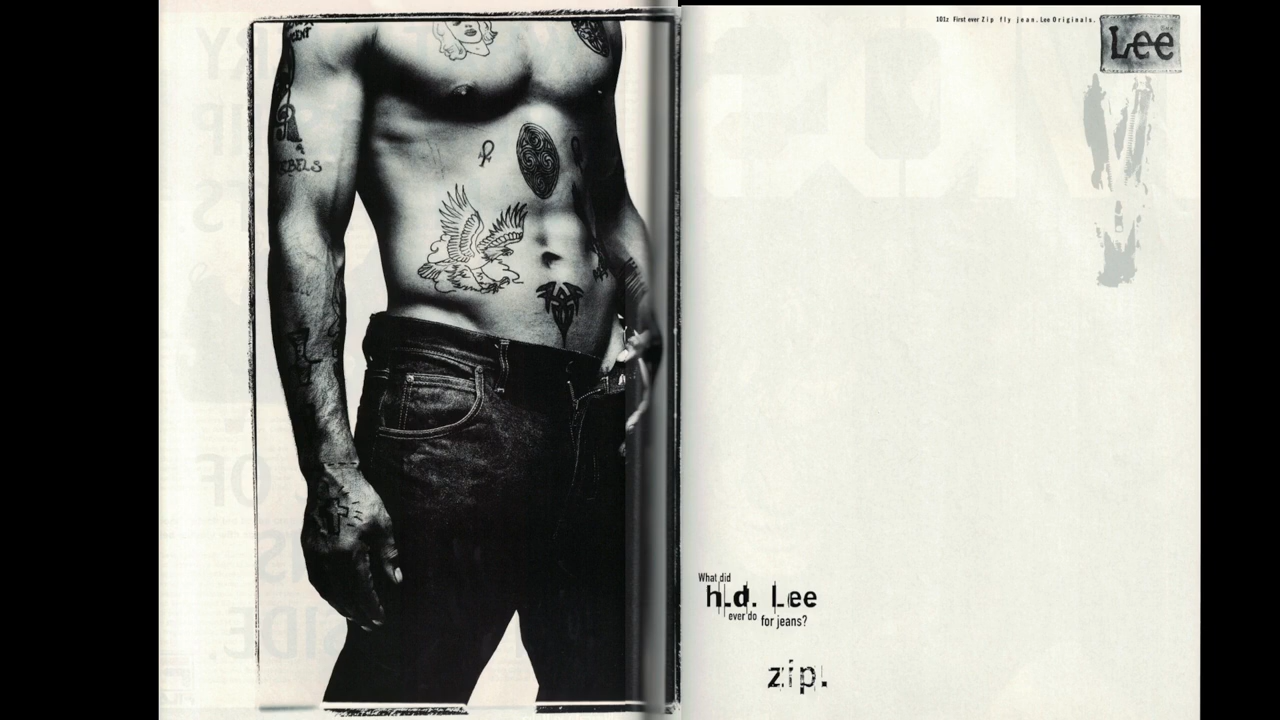 101z First ever Zip fly jean. Lee Originals.
Lee
What did
h.d. Lee
ever do for jeans?
zip.